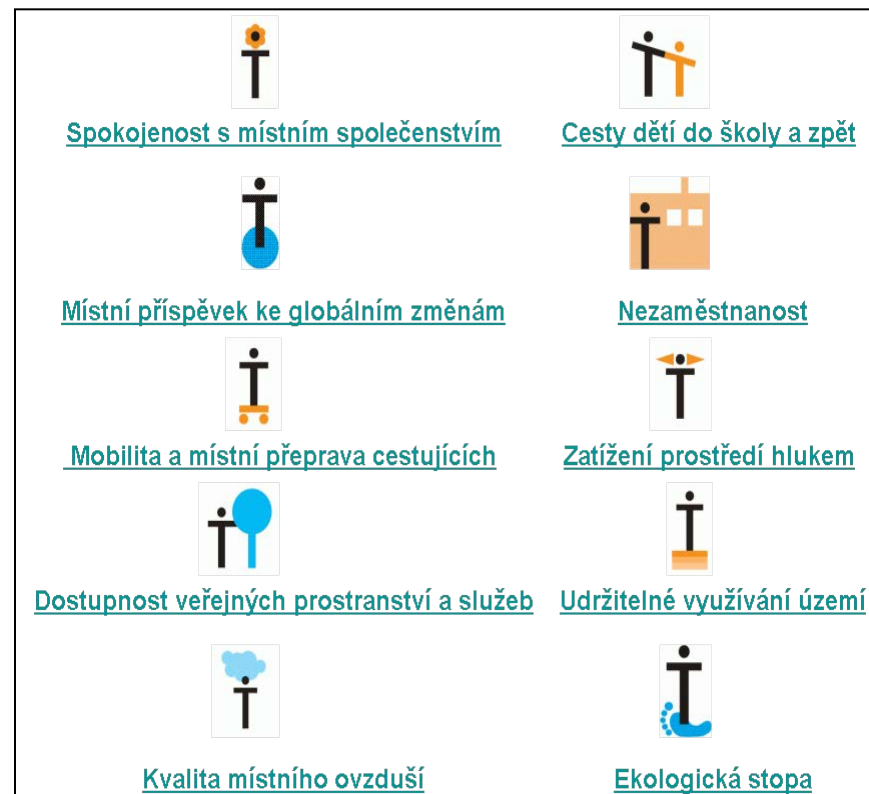 Spokojenost s místním společenstvím
Cesty dětí do školy a zpět
Místní příspěvek ke globálním změnám
Nezaměstnanost
Mobilita a místní přeprava cestujících
Zatížení prostředí hlukem
Dostupnost veřejných prostranství a služeb
Udržitelné využívání území
Kvalita místního ovzduší
Ekologická stopa